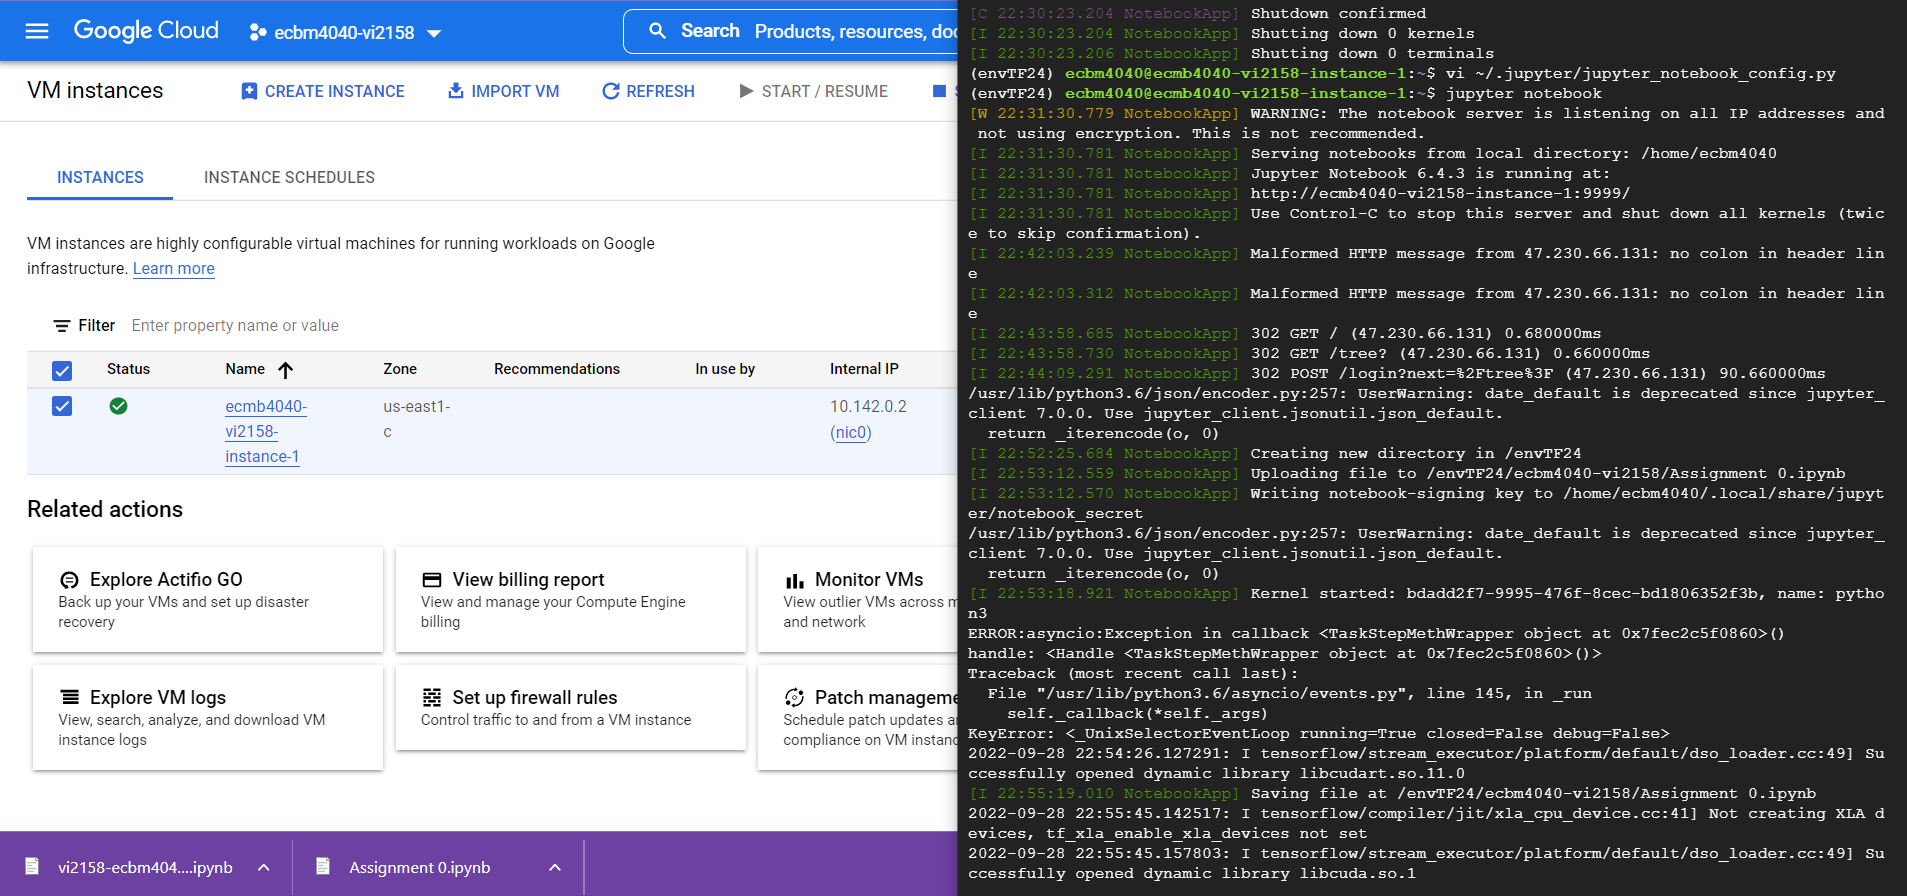 Google Cloud
ecbm4040-vi2158
Search Products, resources, doc
VM instances
CREATE INSTANCE
IMPORT VM
REFRESH
START / RESUME
S
INSTANCES
INSTANCE SCHEDULES
VM instances are highly configurable virtual machines for running workloads on Google
infrastructure. Learn more
Filter Enter property name or value
Status Name Zone Recommendations In use by Internal IP
ecmb4040-
vi2158-
instance-1
us-east1-
c
10.142.0.2
(nic0)
Related actions
Explore Actifio GO
Back up your VMs and set up disaster
recovery
View billing report
View and manage your Compute Engine
billing
Monitor VMs
View outlier VMs across m
and network
Explore VM logs
View, search, analyze, and download VM
instance logs
Set up firewall rules
Control traffic to and from a VM instance
Patch manageme
Schedule patch updates a
compliance on VM instanc
vi2158-ecbm404....ipynb
Assignment 0.ipynb
[C 22:30:23.204 NotebookApp] Shutdown confirmed
[I 22:30:23.204 NotebookApp] Shutting down 0 kernels
[I 22:30:23.206 NotebookApp] Shutting down 0 terminals
(envTF24) ecbm4040@ecmb4040-vi2158-instance-1:~$ vi ~/.jupyter/jupyter_notebook_config.py
(envTF24) ecbm4040@ecmb4040-vi2158-instance-1:~$ jupyter notebook
[W 22:31:30.779 NotebookApp] WARNING: The notebook server is listening on all IP addresses and
not using encryption. This is not recommended.
[I 22:31:30.781 NotebookApp] Serving notebooks from local directory: /home/ecbm4040
[I 22:31:30.781 NotebookApp] Jupyter Notebook 6.4.3 is running at:
[I 22:31:30.781 NotebookApp] http://ecmb4040-vi2158-instance-1:9999/
[I 22:31:30.781 NotebookApp] Use Control-C to stop this server and shut down all kernels (twic
e to skip confirmation).
[I 22:42:03.239 NotebookApp] Malformed HTTP message from 47.230.66.131: no colon in header lin
e
[I 22:42:03.312 NotebookApp] Malformed HTTP message from 47.230.66.131: no colon in header lin
e
[I 22:43:58.685 NotebookApp] 302 GET / (47.230.66.131) 0.680000ms
[I 22:43:58.730 NotebookApp] 302 GET /tree? (47.230.66.131) 0.660000ms
[I 22:44:09.291 NotebookApp] 302 POST /login?next=%2Ftree%3F (47.230.66.131) 90.660000ms
/usr/lib/python3.6/json/encoder.py:257: UserWarning: date_default is deprecated since jupyter_
client 7.0.0. Use jupyter_client.jsonutil.json_default.
return _iterencode(o, 0)
[I 22:52:25.684 NotebookApp] Creating new directory in /envTF24
[I 22:53:12.559 NotebookApp] Uploading file to /envTF24/ecbm4040-vi2158/Assignment 0.ipynb
[I 22:53:12.570 NotebookApp] Writing notebook-signing key to /home/ecbm4040/.local/share/jupyt
er/notebook_secret
/usr/lib/python3.6/json/encoder.py:257: UserWarning: date_default is deprecated since jupyter_
client 7.0.0. Use jupyter_client.jsonutil.json_default.
return _iterencode(o, 0)
[I 22:53:18.921 NotebookApp] Kernel started: bdadd2f7-9995-476f-8cec-bd1806352f3b, name: pytho
n3
ERROR:asyncio:Exception in callback <TaskStepMethWrapper object at 0x7fec2c5f0860>()
handle: <Handle <TaskStepMethWrapper object at 0x7fec2c5f0860>()>
Traceback (most recent call last):
File "/usr/lib/python3.6/asyncio/events.py", line 145, in _run
self._callback(*self._args)
KeyError: <_UnixSelectorEventLoop running=True closed=False debug=False>
2022-09-28 22:54:26.127291: I tensorflow/stream_executor/platform/default/dso_loader.cc:49] Su
ccessfully opened dynamic library libcudart.so.11.0
[I 22:55:19.010 NotebookApp] Saving file at /envTF24/ecbm4040-vi2158/Assignment 0.ipynb
2022-09-28 22:55:45.142517: I tensorflow/compiler/jit/xla_cpu_device.cc:41] Not creating XLA d
evices, tf_xla_enable_xla_devices not set
2022-09-28 22:55:45.157803: I tensorflow/stream_executor/platform/default/dso_loader.cc:49] Su
ccessfully opened dynamic library libcuda.so.1